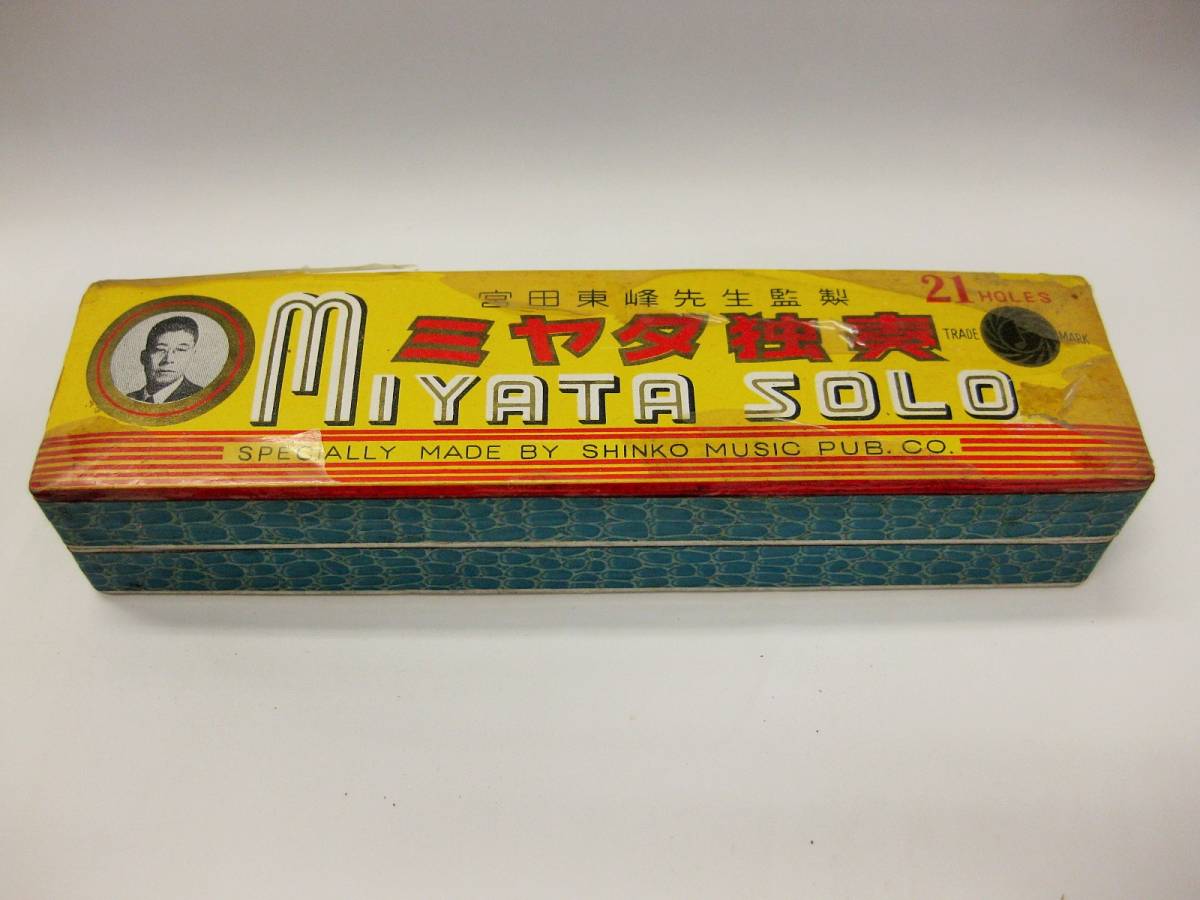 宮田東峰先生監製
21 HOLES
ミヤタ独奏
TRADE MARK
MIYATA SOLO
SPECIALLY MADE BY SHINKO MUSIC PUB. CO.